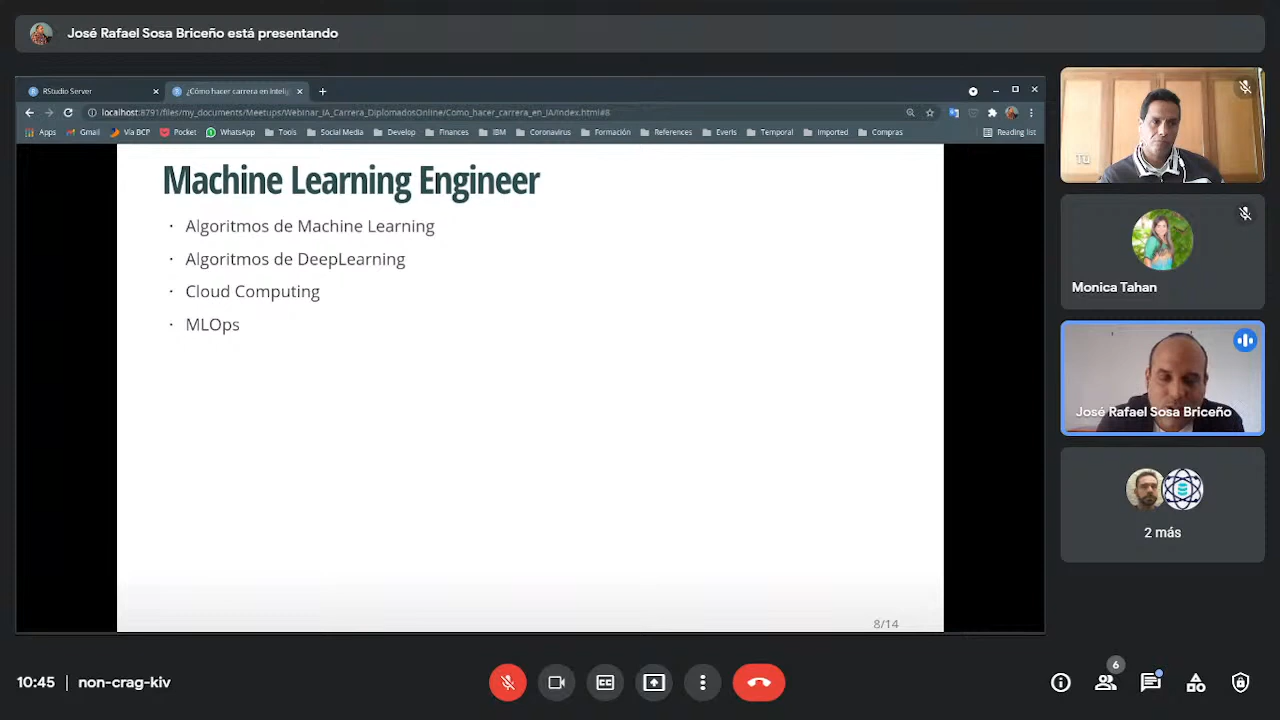 José Rafael Sosa Briceño está presentando
RStudio Server
¿Cómo hacer carrera en Intelig
localhost:8791/files/my_documents/Meetups/Webinar_IA_Carrera_DiplomadosOnline/Como_hacer_carrera_en_IA/index.html#8
Apps Gmail Vía BCP Pocket WhatsApp Tools Social Media Develop Finances IBM Coronavirus Formación References Everis Temporal Imported Compras Reading list
Machine Learning Engineer
· Algoritmos de Machine Learning
· Algoritmos de DeepLearning
· Cloud Computing
· MLOps
8/14
Tú
Monica Tahan
José Rafael Sosa Briceño
2 más
10:45 | non-crag-kiv
6